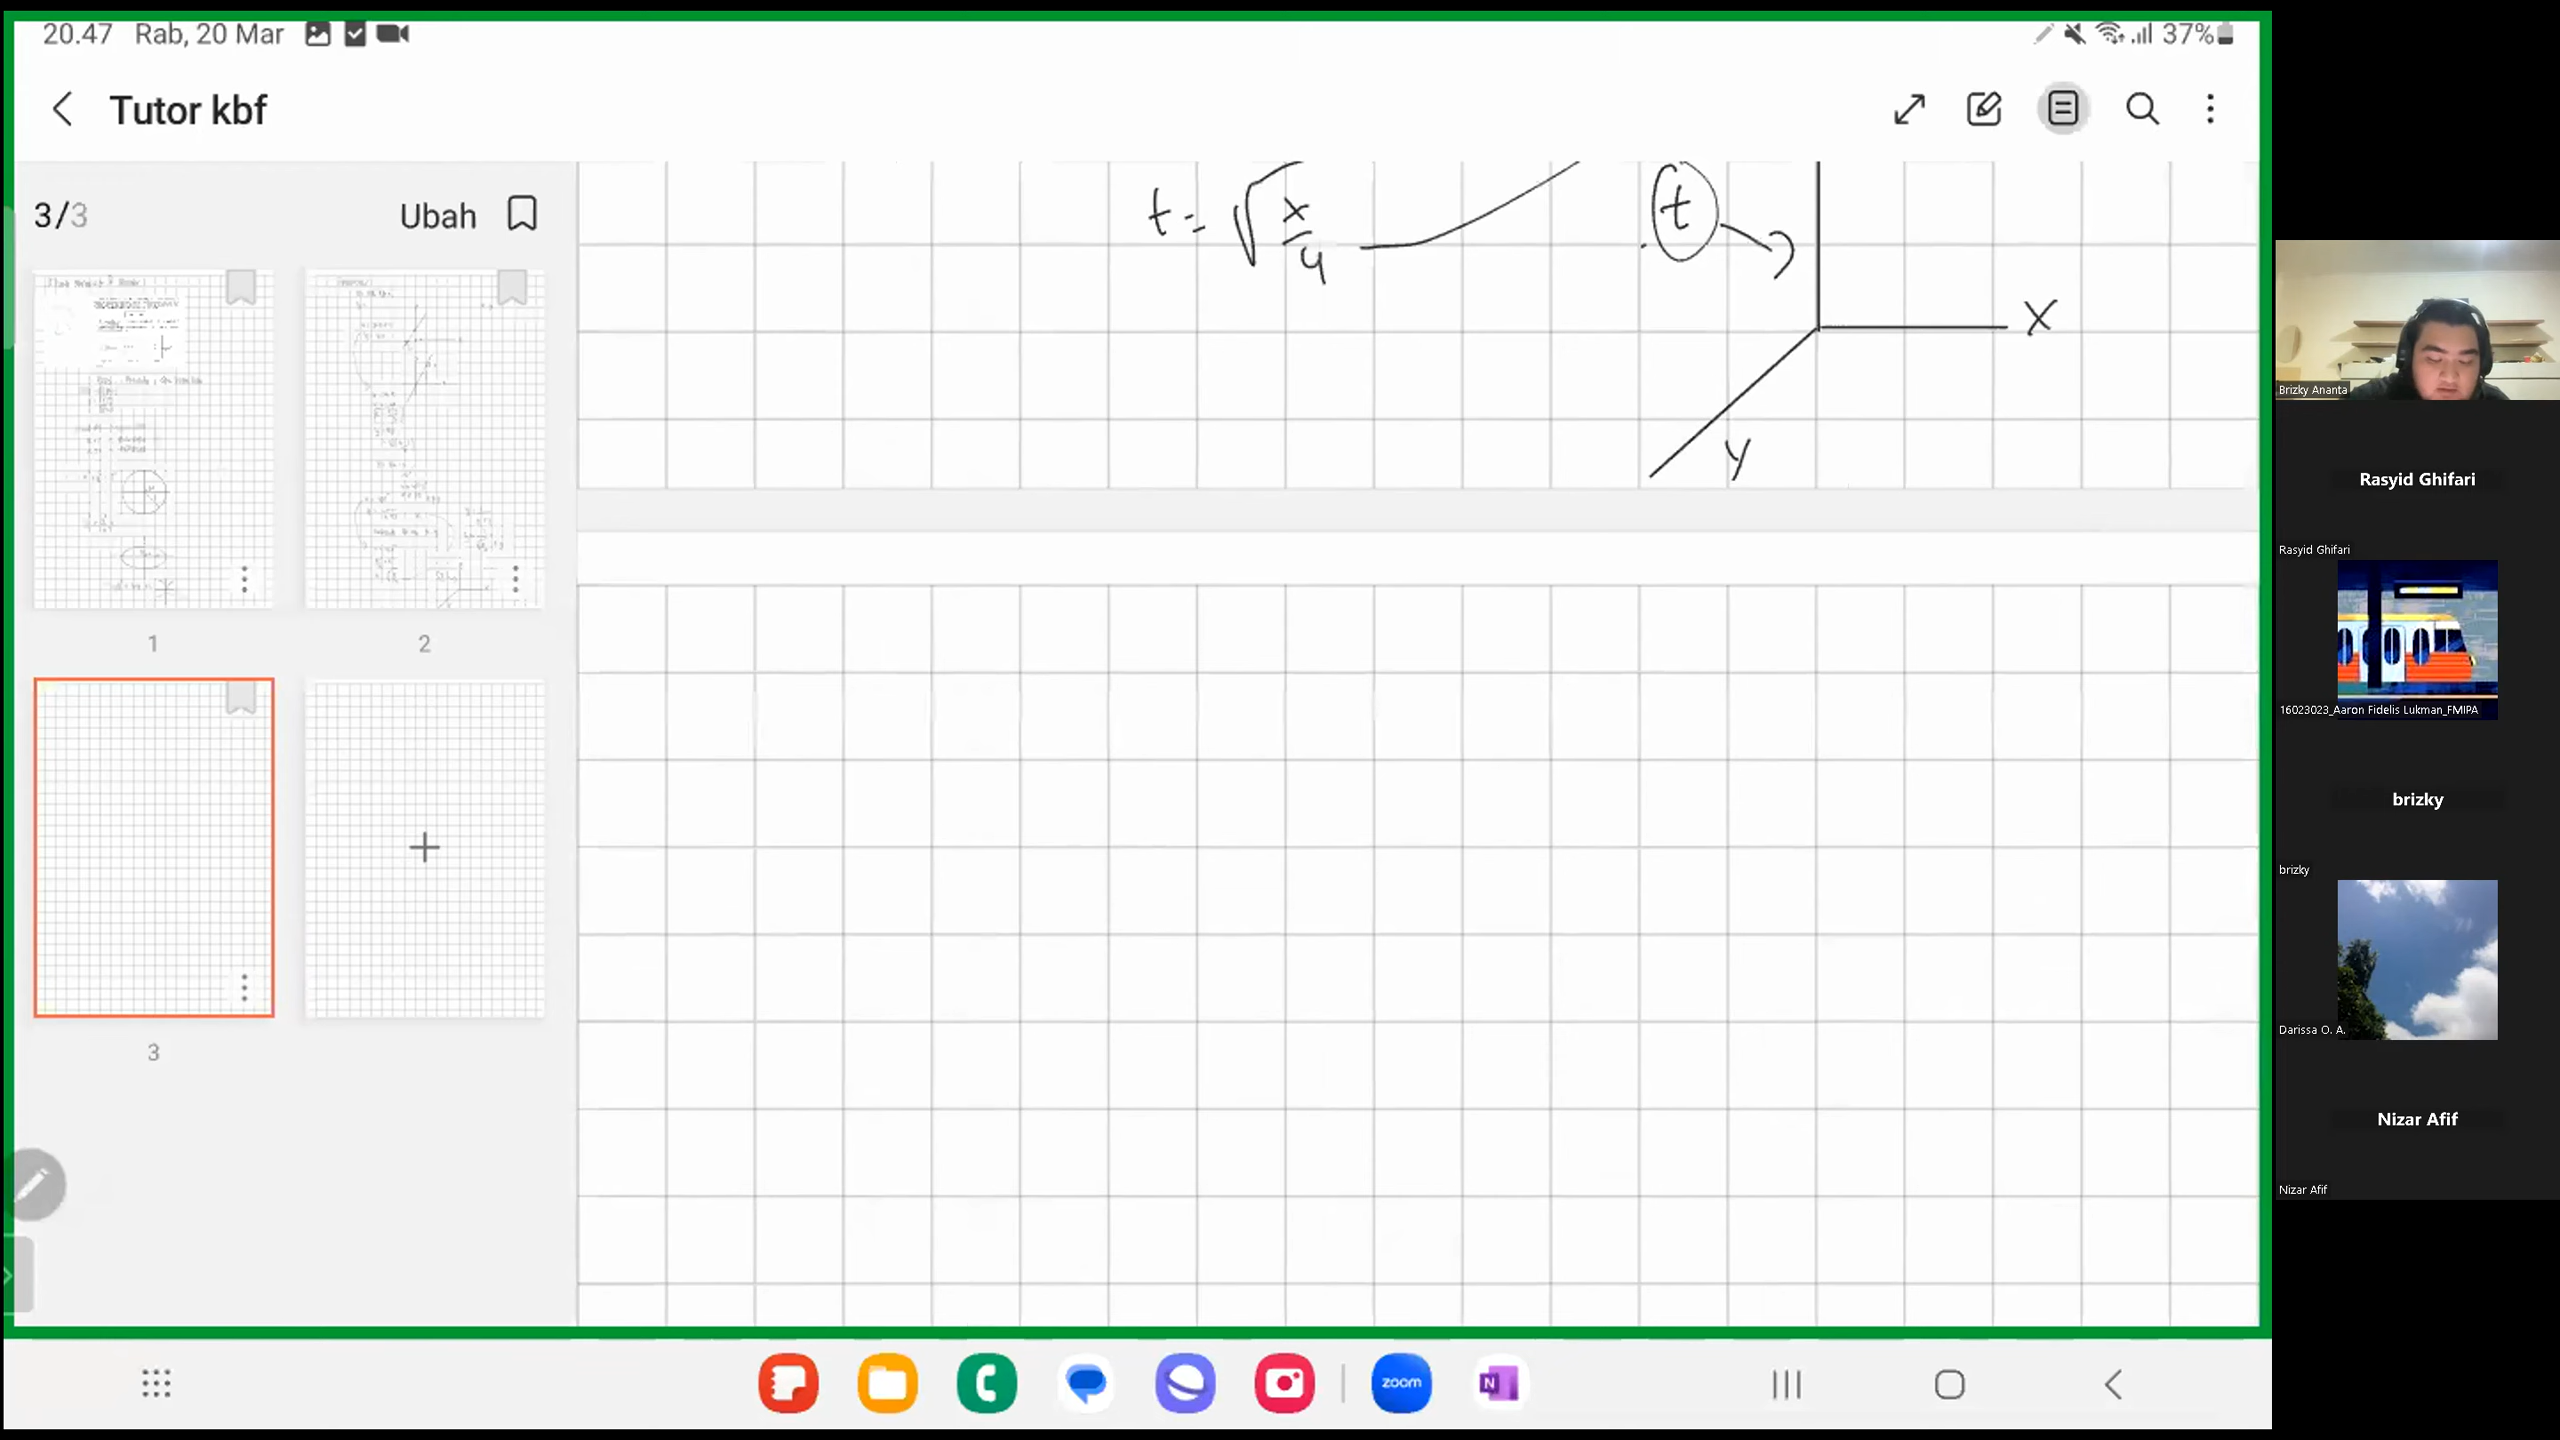 20.47 Rab, 20 Mar
37%
Tutor kbf
3/3
Ubah
1
2
3
t = √x/4
t
X
y
zoom
N
Brizky Ananta
Rasyid Ghifari
Rasyid Ghifari
16023023_Aaron Fidelis Lukman_FMIPA
brizky
brizky
Darissa O. A.
Nizar Afif
Nizar Afif